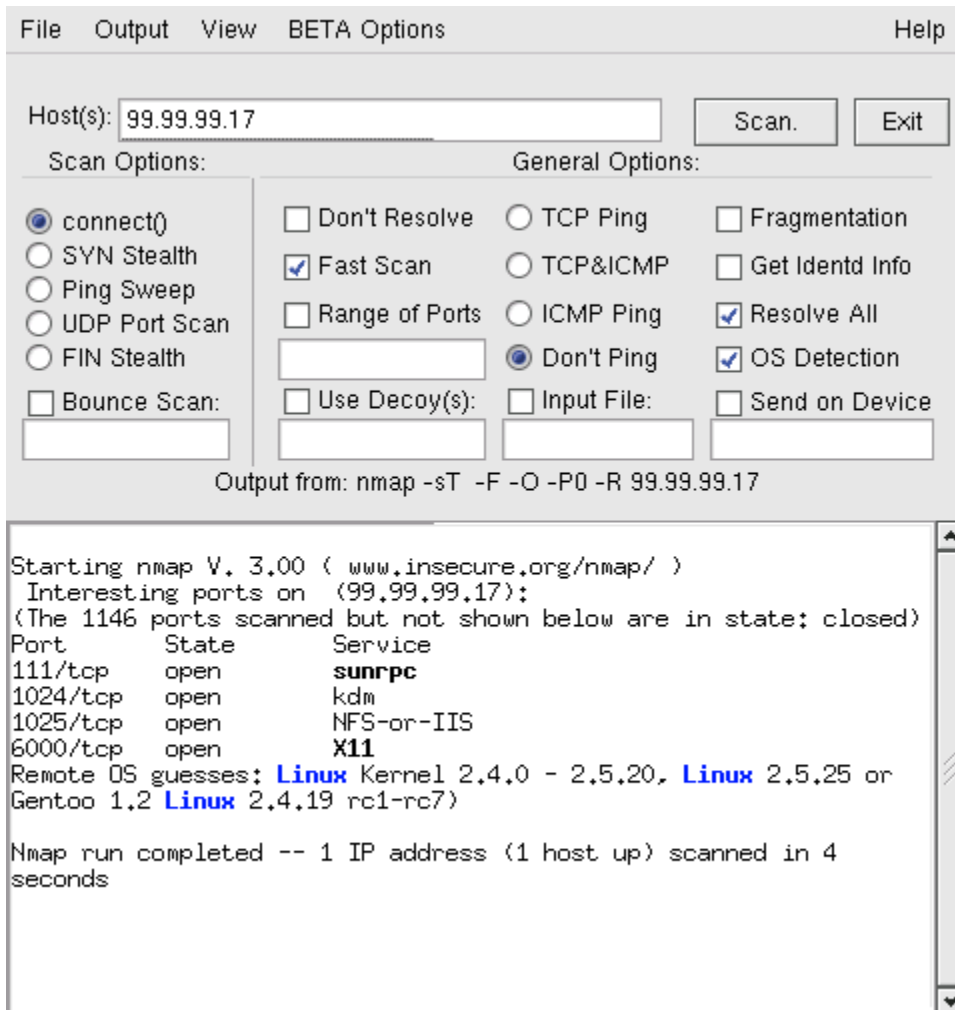 File Output View BETA Options Help
Host(s): 99.99.99.17 Scan. Exit
Scan Options: General Options:
connect() Don't Resolve TCP Ping Fragmentation
SYN Stealth Fast Scan TCP&ICMP Get Identd Info
Ping Sweep Range of Ports ICMP Ping Resolve All
UDP Port Scan Don't Ping OS Detection
FIN Stealth
Bounce Scan: Use Decoy(s): Input File: Send on Device
Output from: nmap -sT -F -O -P0 -R 99.99.99.17
Starting nmap V. 3.00 ( www.insecure.org/nmap/ )
Interesting ports on (99.99.99.17):
(The 1146 ports scanned but not shown below are in state: closed)
Port State Service
111/tcp open sunrpc
1024/tcp open kdm
1025/tcp open NFS-or-IIS
6000/tcp open X11
Remote OS guesses: Linux Kernel 2.4.0 - 2.5.20, Linux 2.5.25 or
Gentoo 1.2 Linux 2.4.19 rc1-rc7)
Nmap run completed -- 1 IP address (1 host up) scanned in 4
seconds